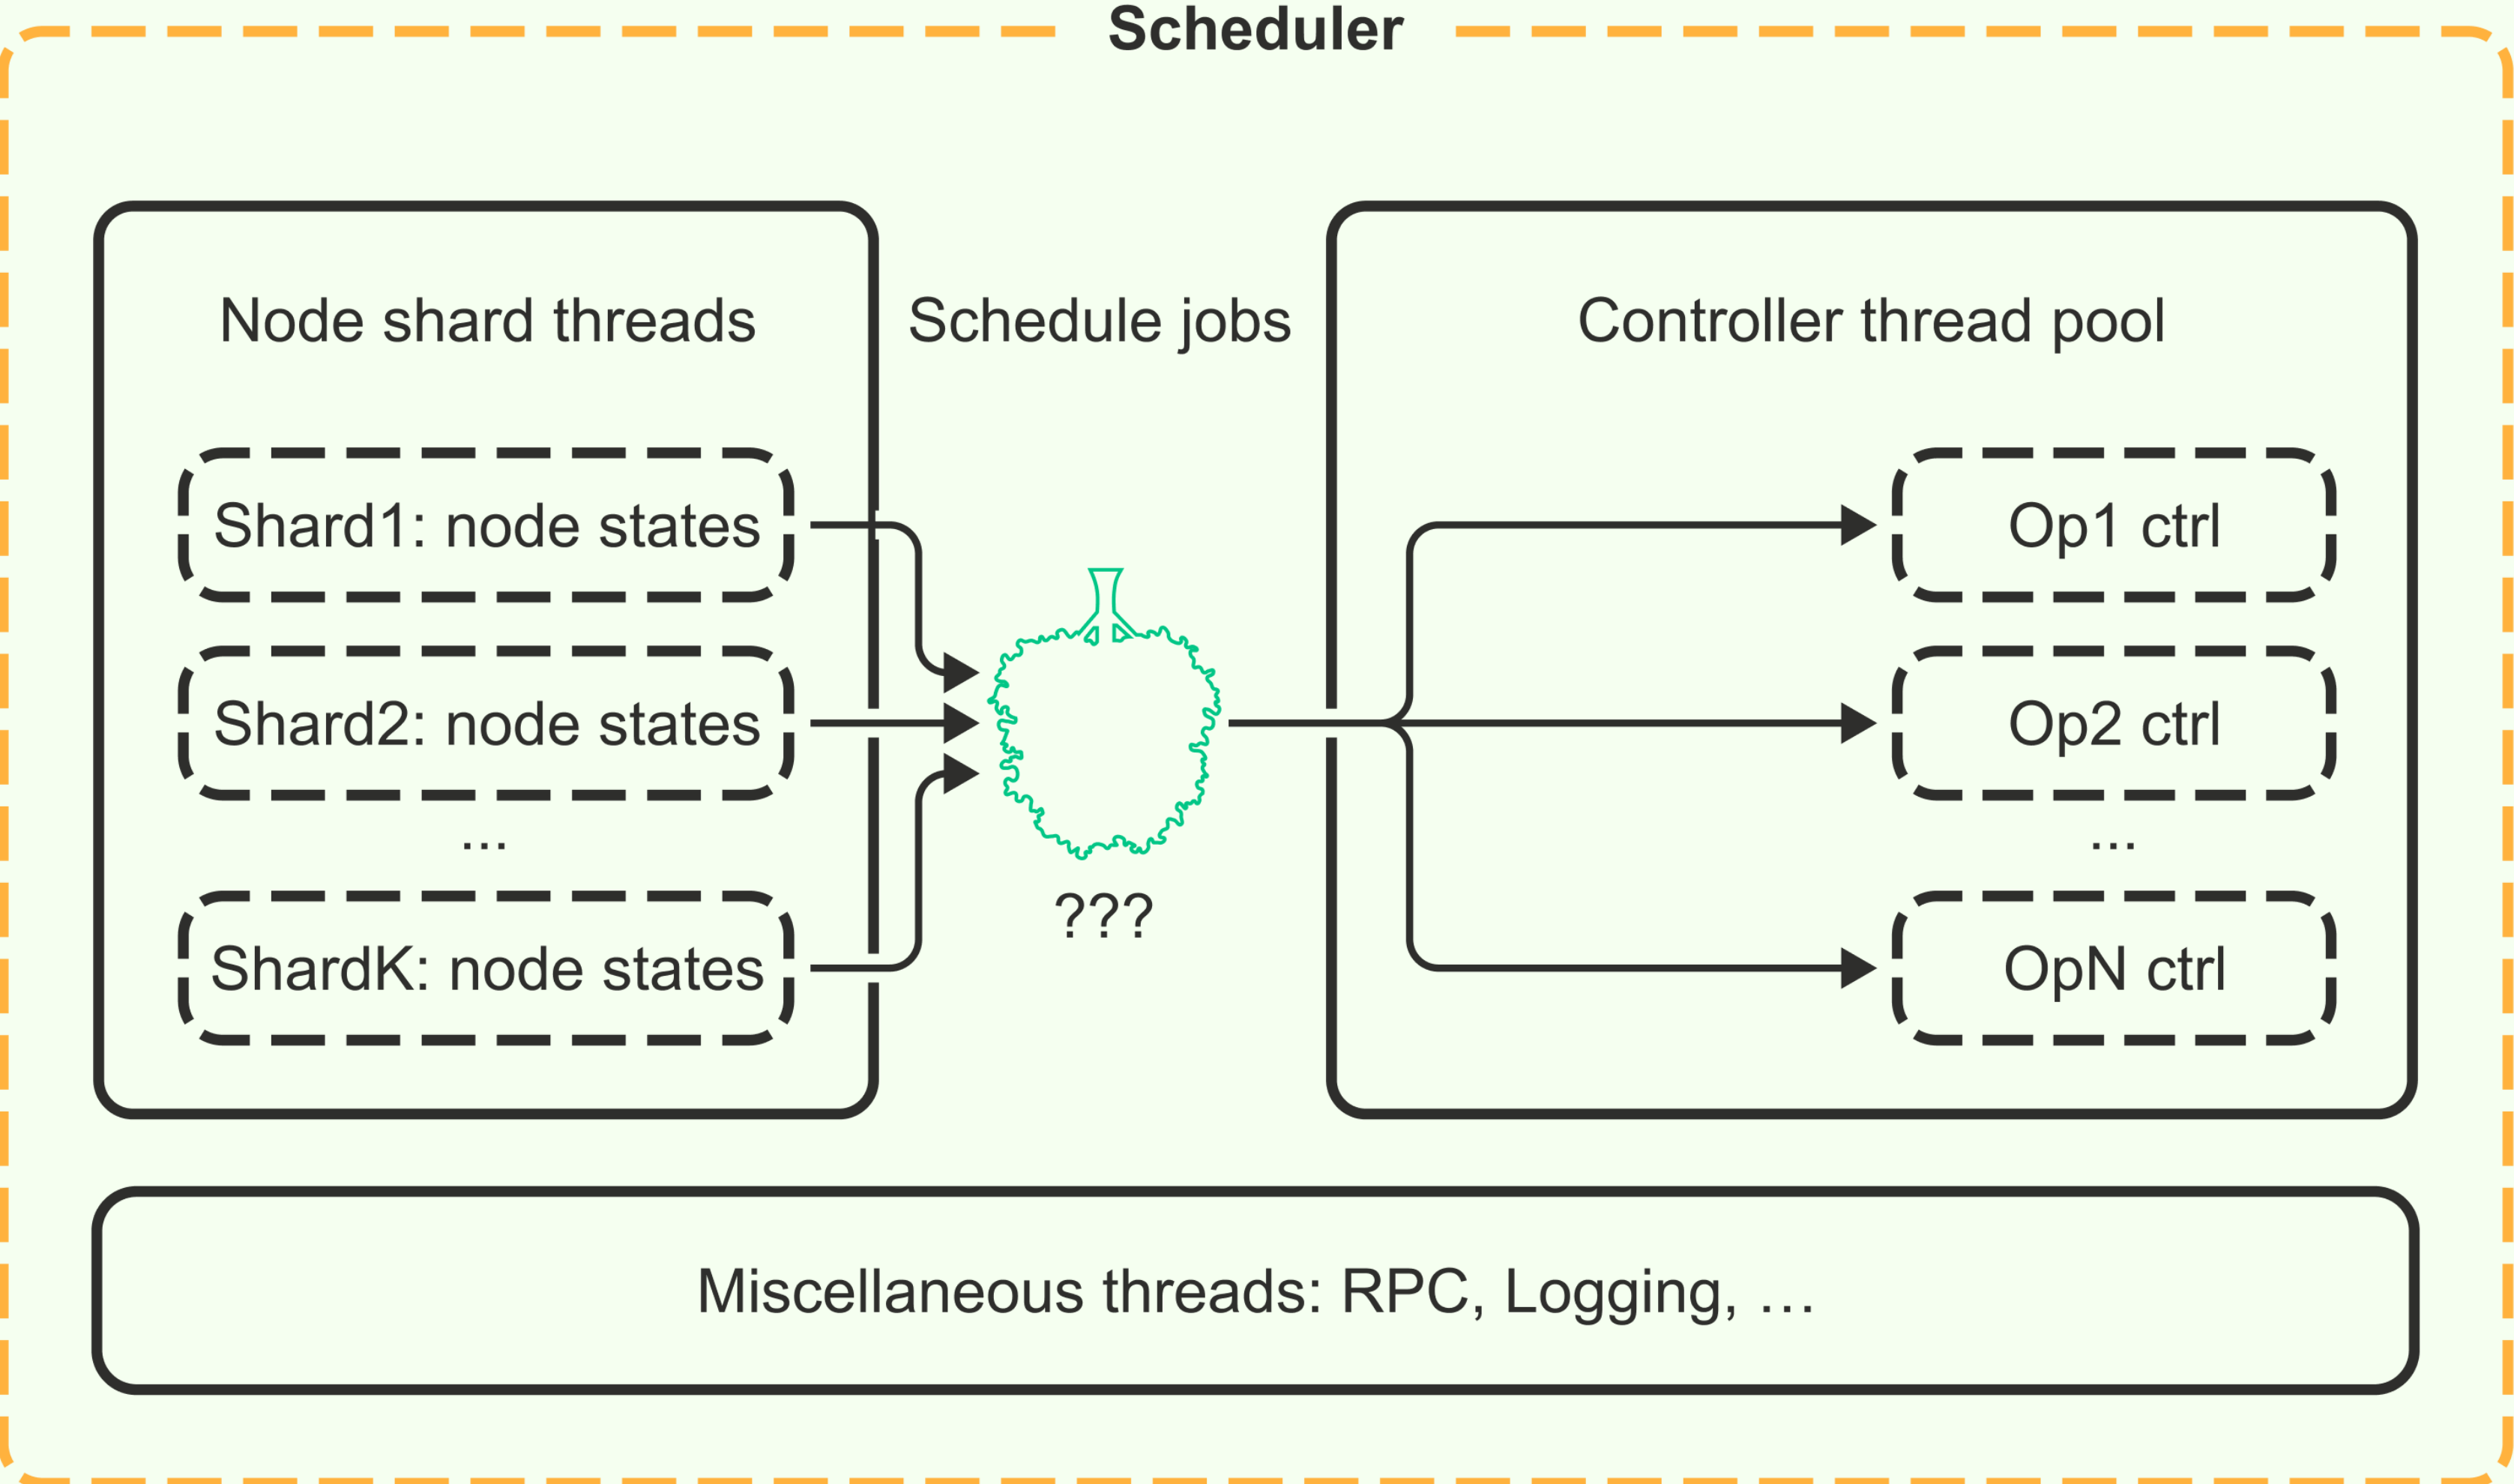 Scheduler
Node shard threads
Schedule jobs
Controller thread pool
Shard1: node states
Op1 ctrl
Shard2: node states
Op2 ctrl
...
...
???
ShardK: node states
OpN ctrl
Miscellaneous threads: RPC, Logging, ...